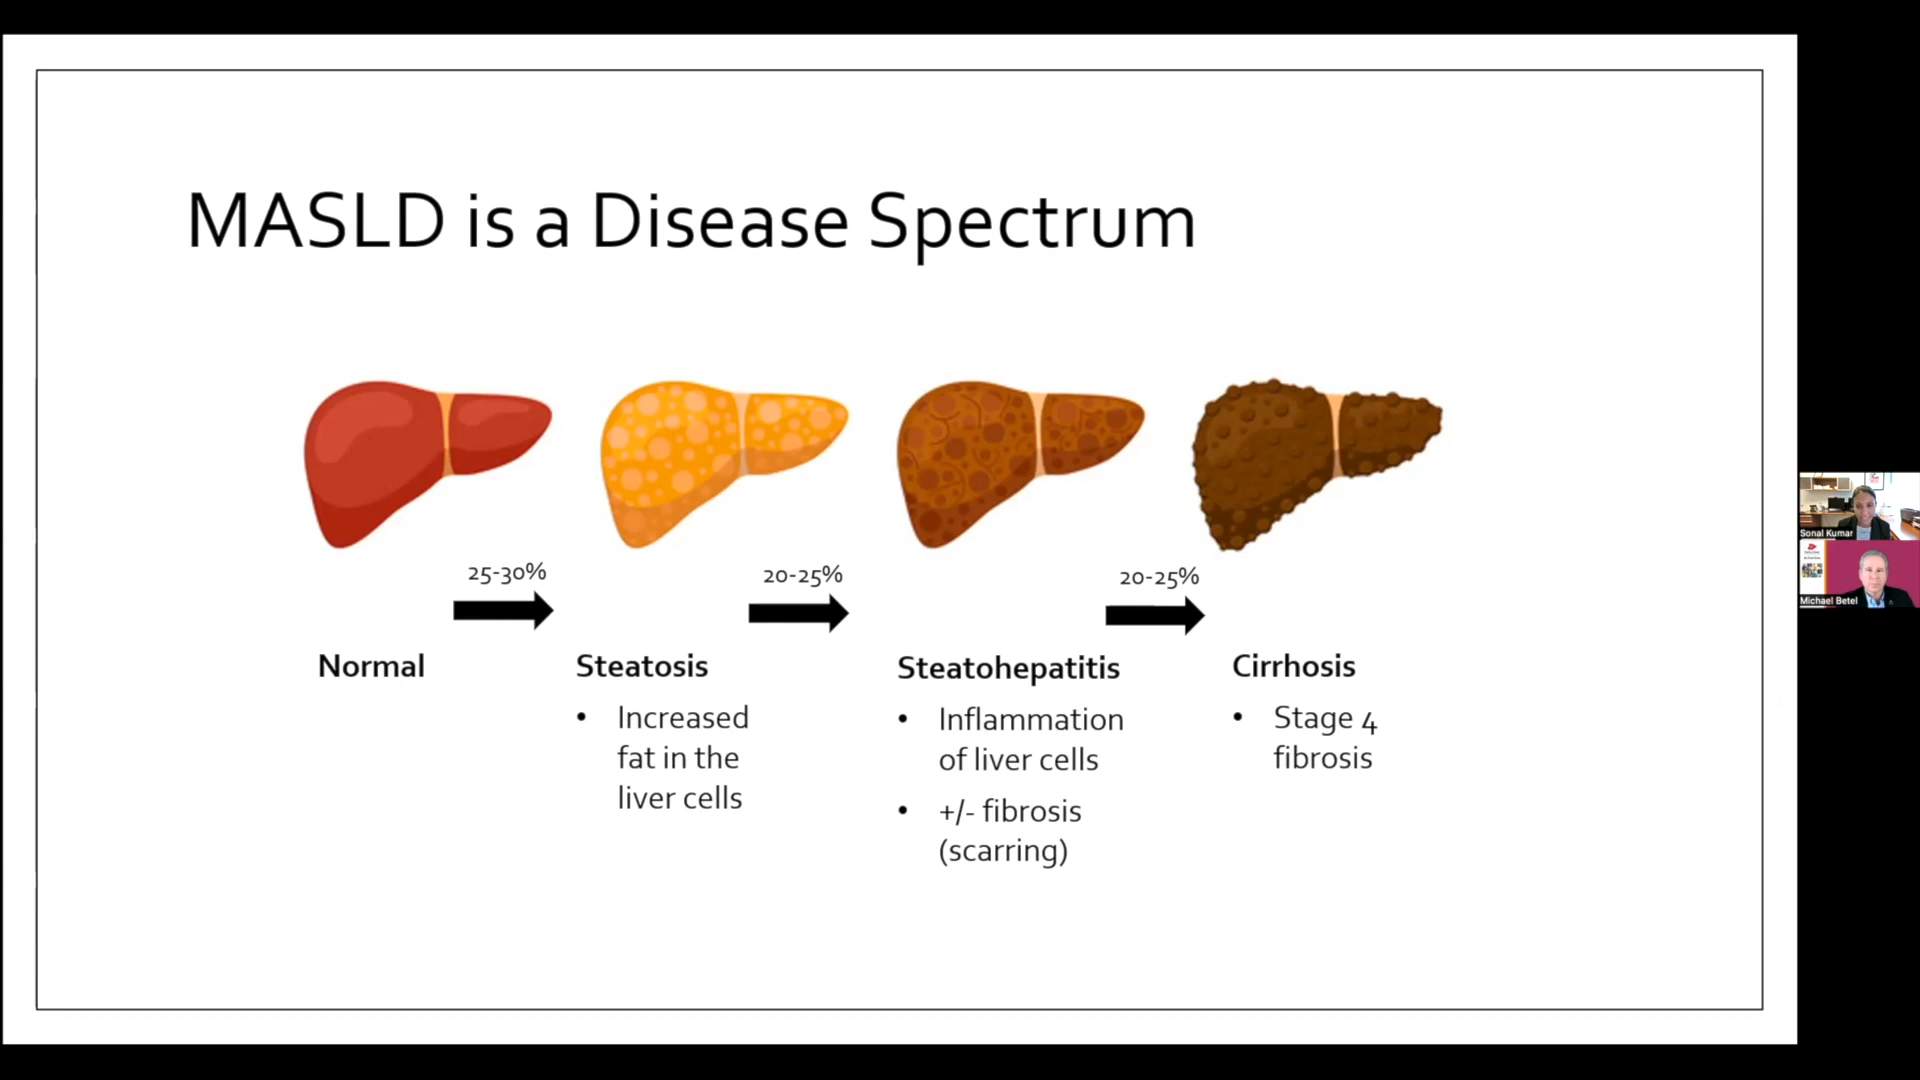 MASLD is a Disease Spectrum
25-30%
20-25%
20-25%
Normal
Steatosis
• Increased
fat in the
liver cells
Steatohepatitis
• Inflammation
of liver cells
• +/- fibrosis
(scarring)
Cirrhosis
• Stage 4
fibrosis
Sonal Kumar
Michael Betel